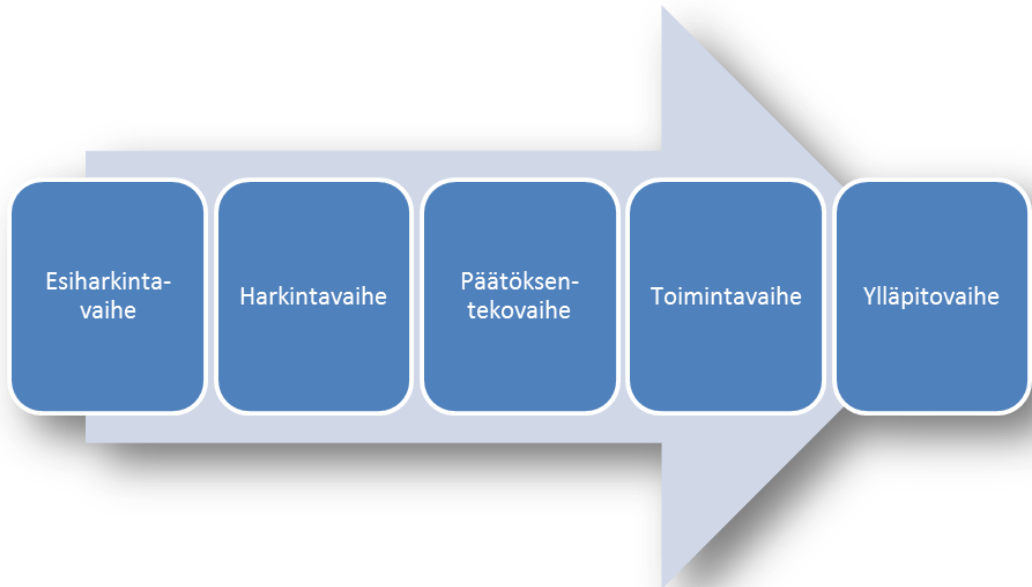 Esiharkinta-
vaihe
Harkintavaihe
Päätöksen-
tekovaihe
Toimintavaihe
Ylläpitovaihe